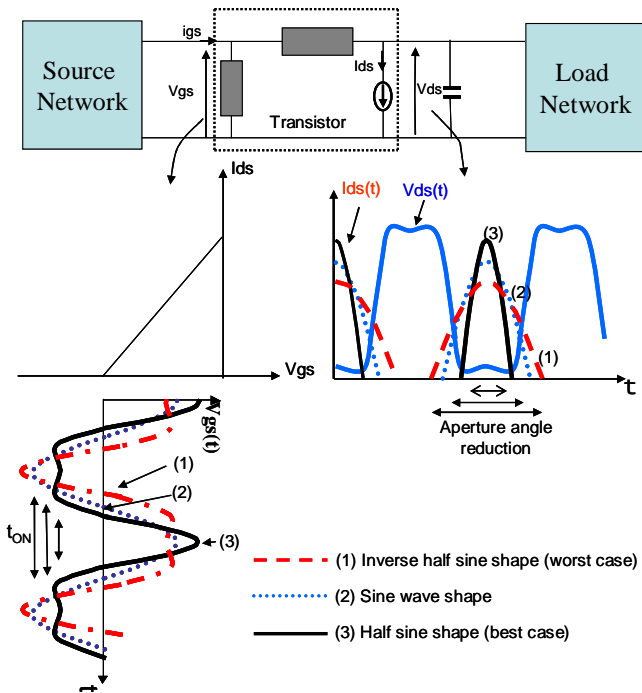 Source
Network
igs
Vgs
Ids
Transistor
Vds
Load
Network
Ids
Vgs
Ids(t)
Vds(t)
(3)
(2)
(1)
t
Aperture angle
reduction
Vgs(t)
(1)
(2)
(3)
tON
t
(1) Inverse half sine shape (worst case)
(2) Sine wave shape
(3) Half sine shape (best case)